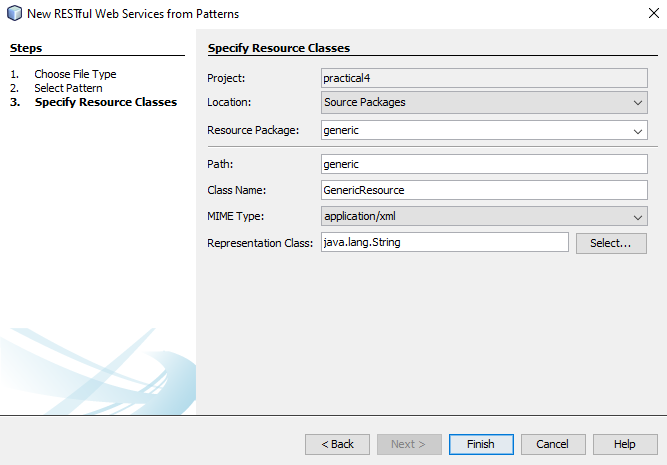 New RESTful Web Services from Patterns
Steps
1. Choose File Type
2. Select Pattern
3. Specify Resource Classes
Specify Resource Classes
Project: practical4
Location: Source Packages
Resource Package: generic
Path: generic
Class Name: GenericResource
MIME Type: application/xml
Representation Class: java.lang.String Select...
< Back Next > Finish Cancel Help